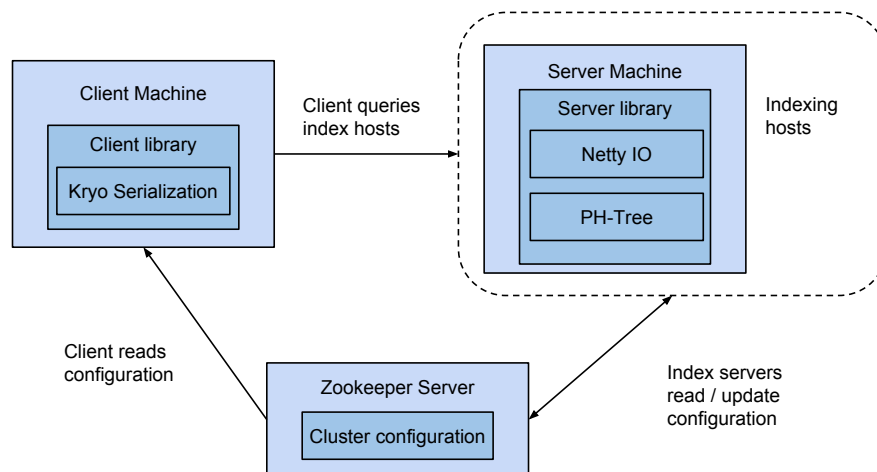 Client Machine
Client library
Kryo Serialization
Client queries
index hosts
Server Machine
Server library
Netty IO
PH-Tree
Indexing
hosts
Client reads
configuration
Zookeeper Server
Cluster configuration
Index servers
read / update
configuration